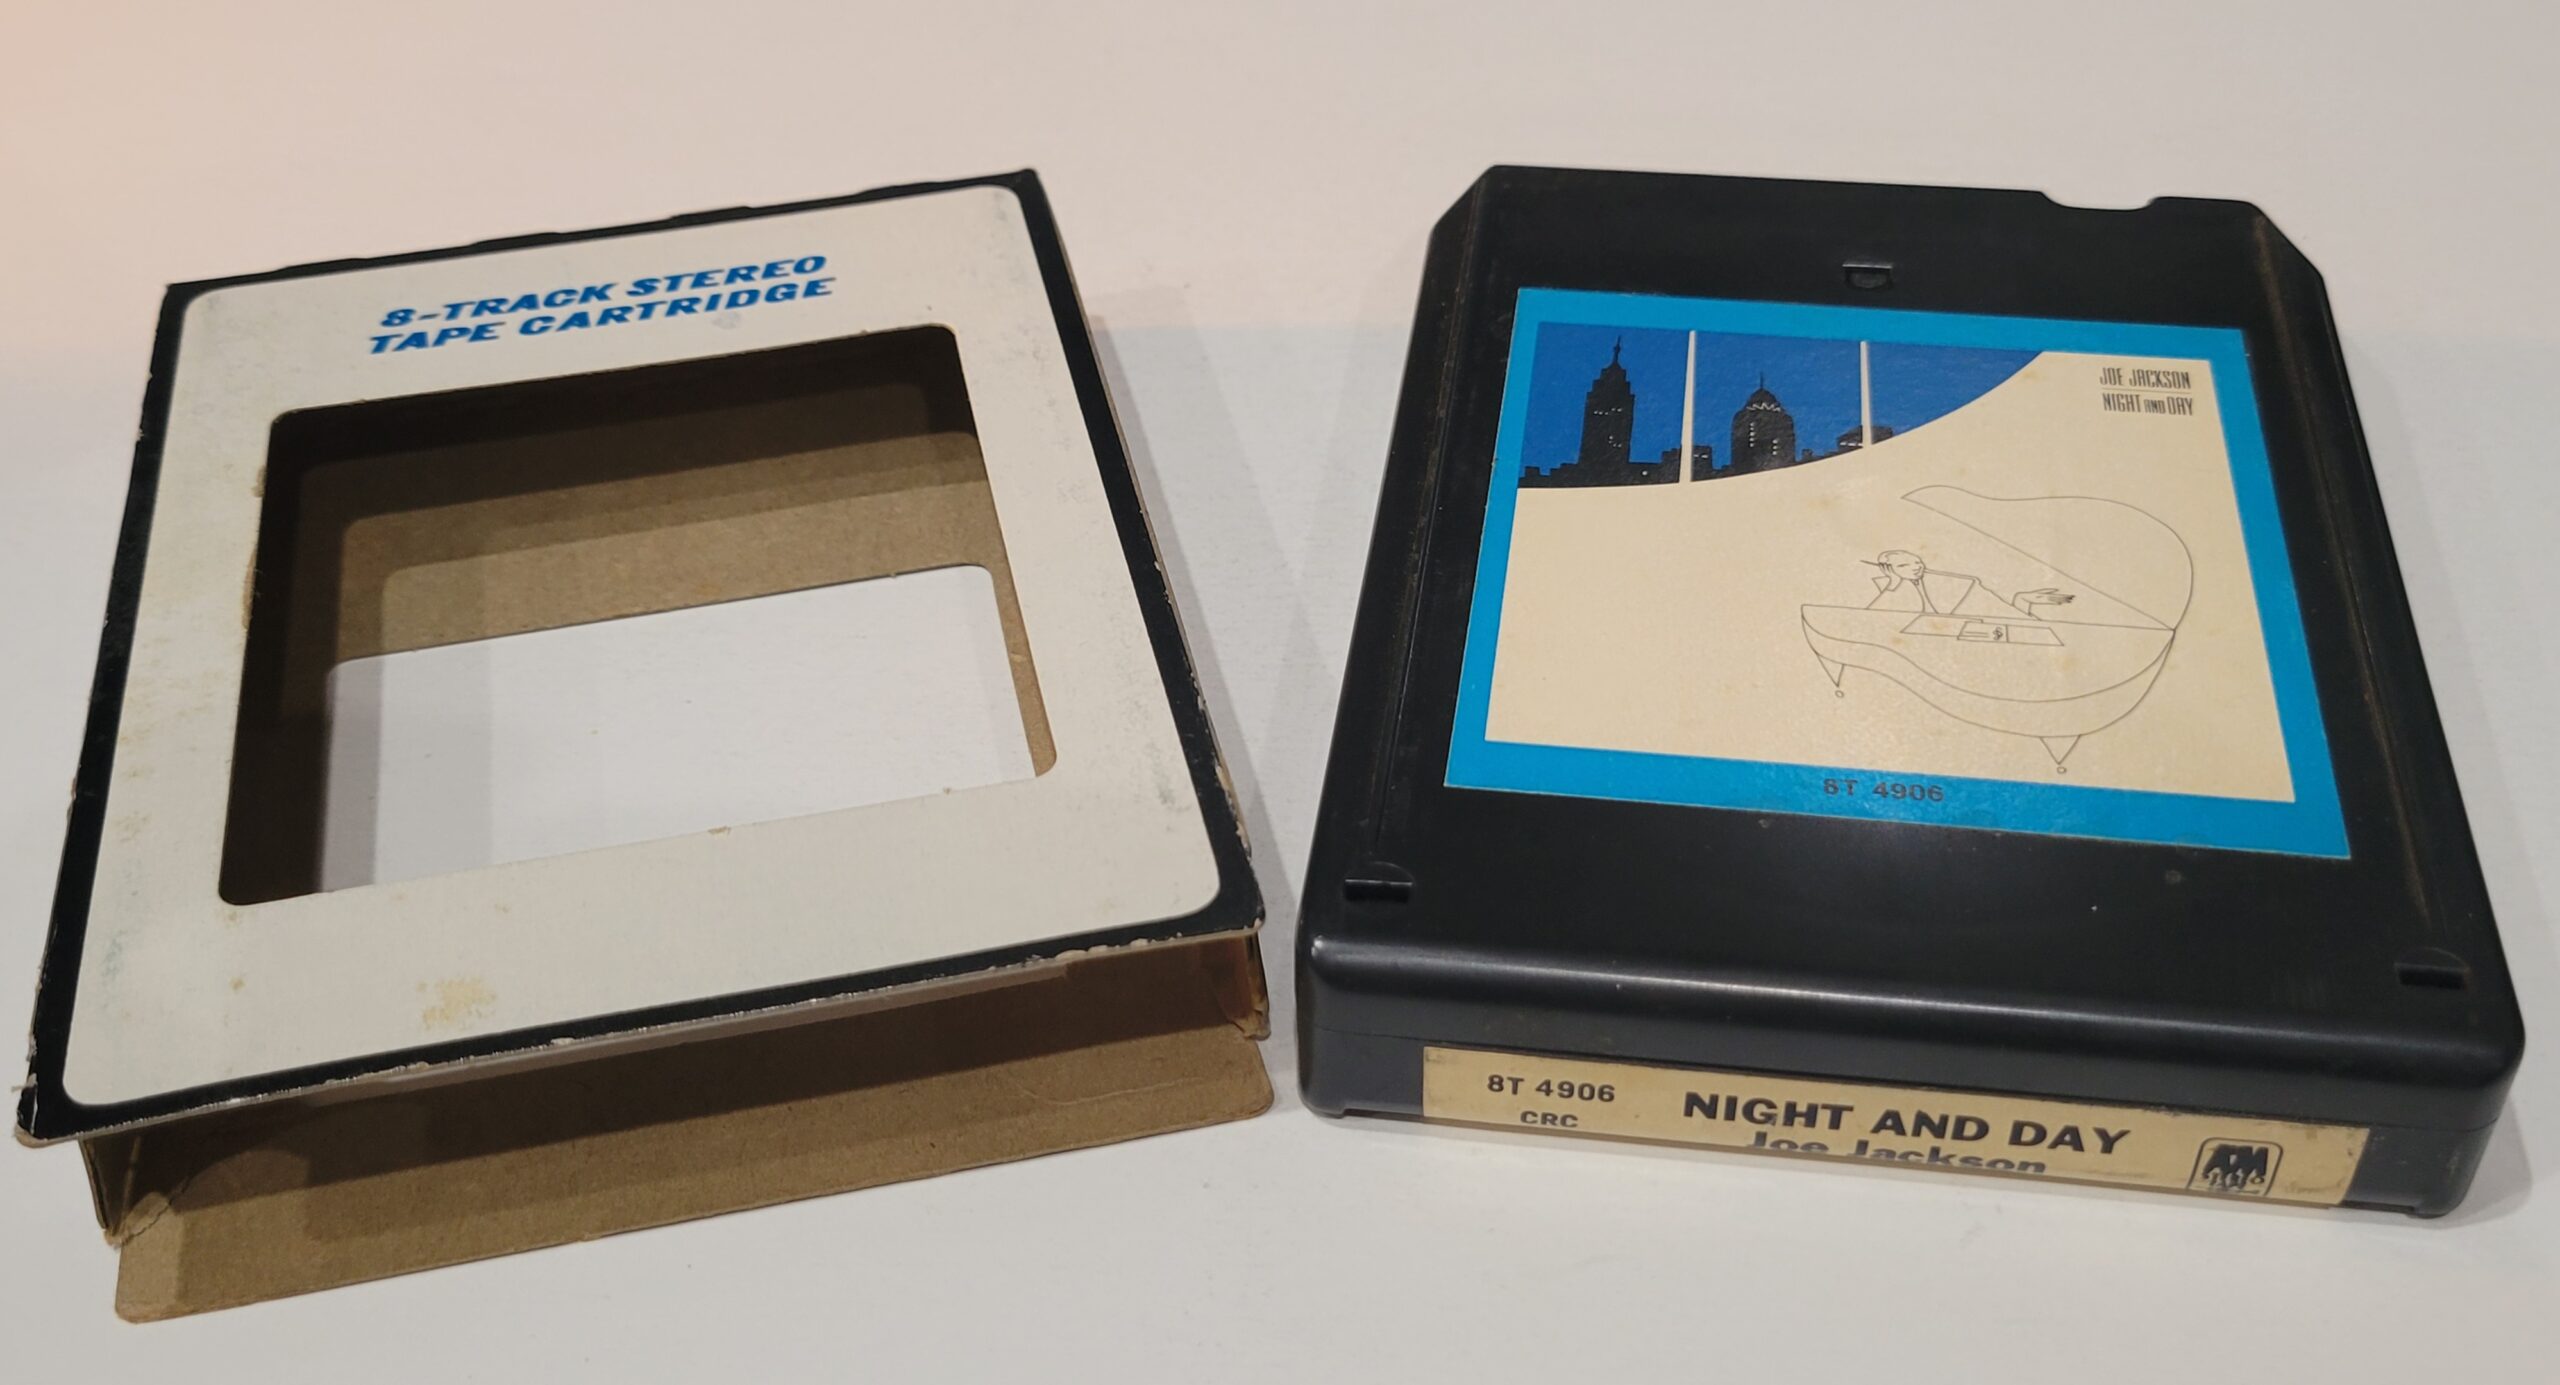 8-TRACK STEREO
TAPE CARTRIDGE
JOE JACKSON
NIGHT AND DAY
8T 4906
8T 4906
CRC
NIGHT AND DAY
Joe Jackson
A&M